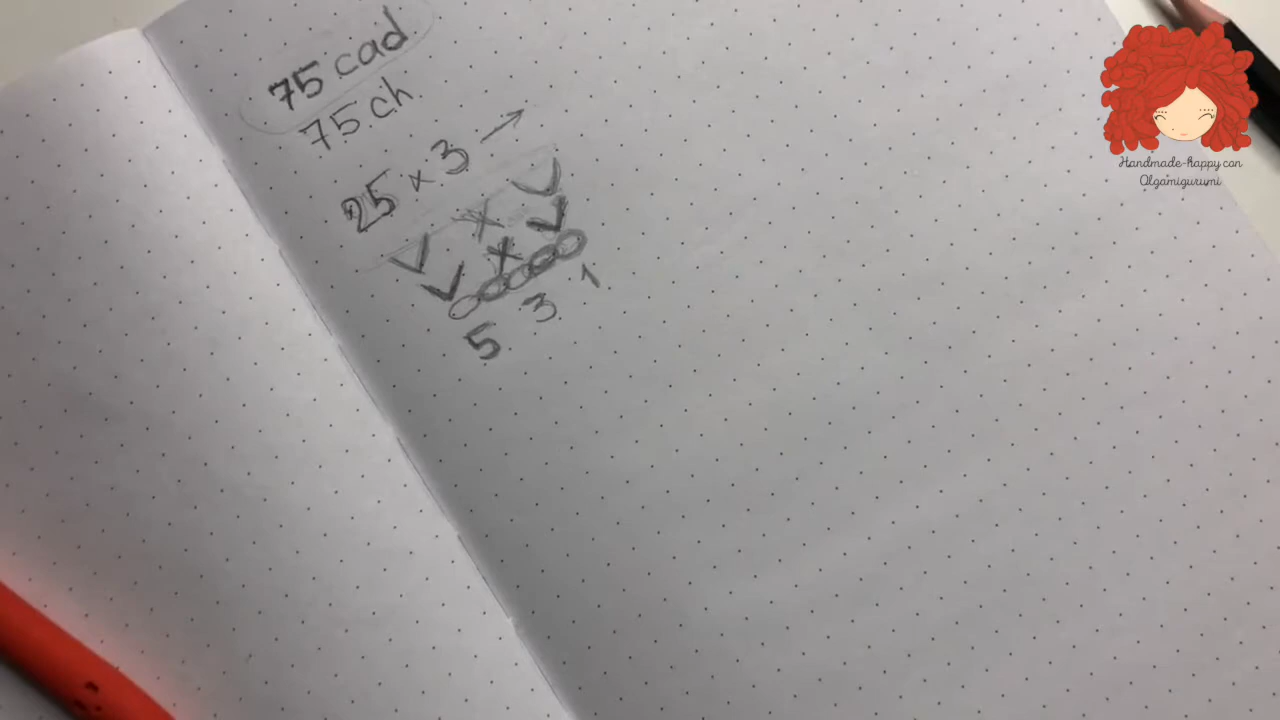 75 cad
75 ch
25 x 3 →
V X V
V X V
5 3 1
Handmade-happy con
Olgamigurumi